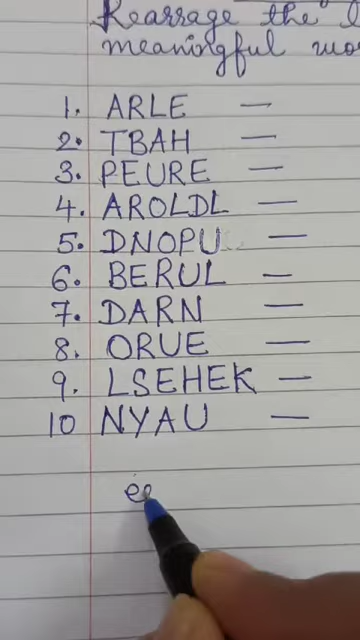 Rearrage the
meaningful
1. ARLE —
2. TBAH —
3. PEURE —
4. AROLDL —
5. DNOPU —
6. BERUL —
7. DARN —
8. ORUE —
9. LSEHEK —
10 NYAU —